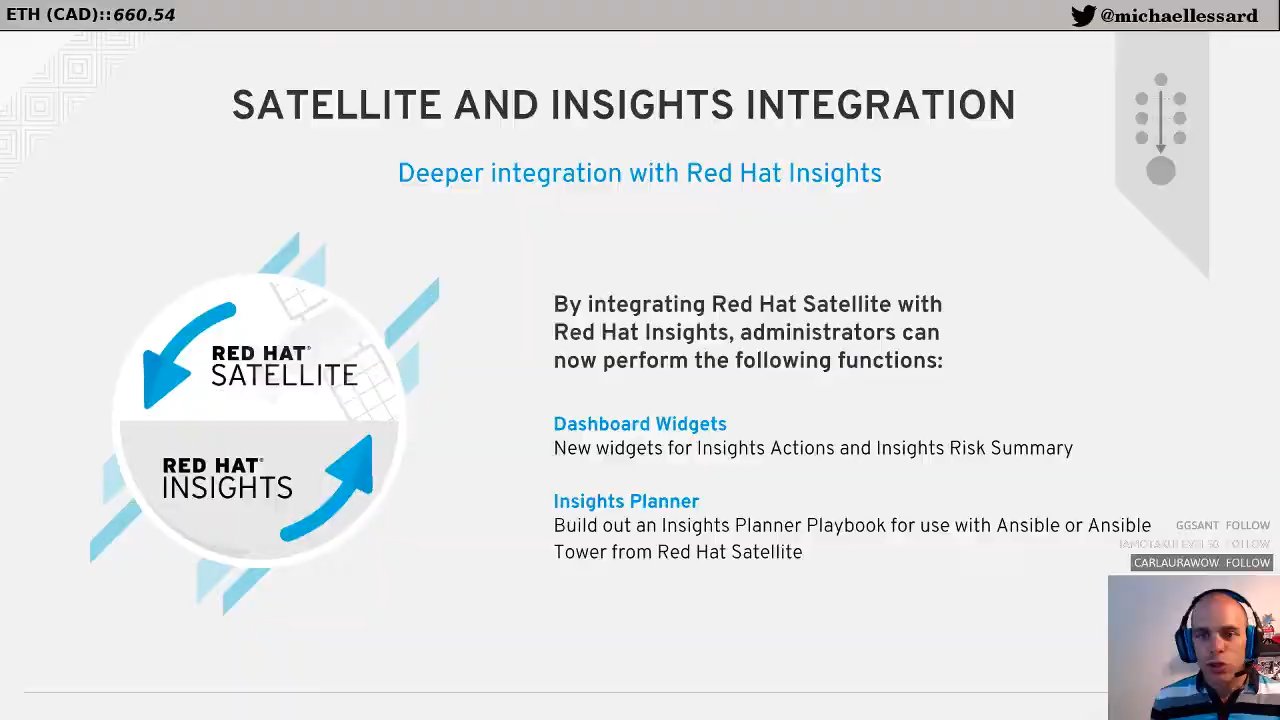 ETH (CAD)::660.54
@michaellessard
SATELLITE AND INSIGHTS INTEGRATION
Deeper integration with Red Hat Insights
RED HAT®
SATELLITE
RED HAT®
INSIGHTS
By integrating Red Hat Satellite with
Red Hat Insights, administrators can
now perform the following functions:
Dashboard Widgets
New widgets for Insights Actions and Insights Risk Summary
Insights Planner
Build out an Insights Planner Playbook for use with Ansible or Ansible
Tower from Red Hat Satellite
GGSANT FOLLOW
FOLLOW
CARLAURAWOW FOLLOW